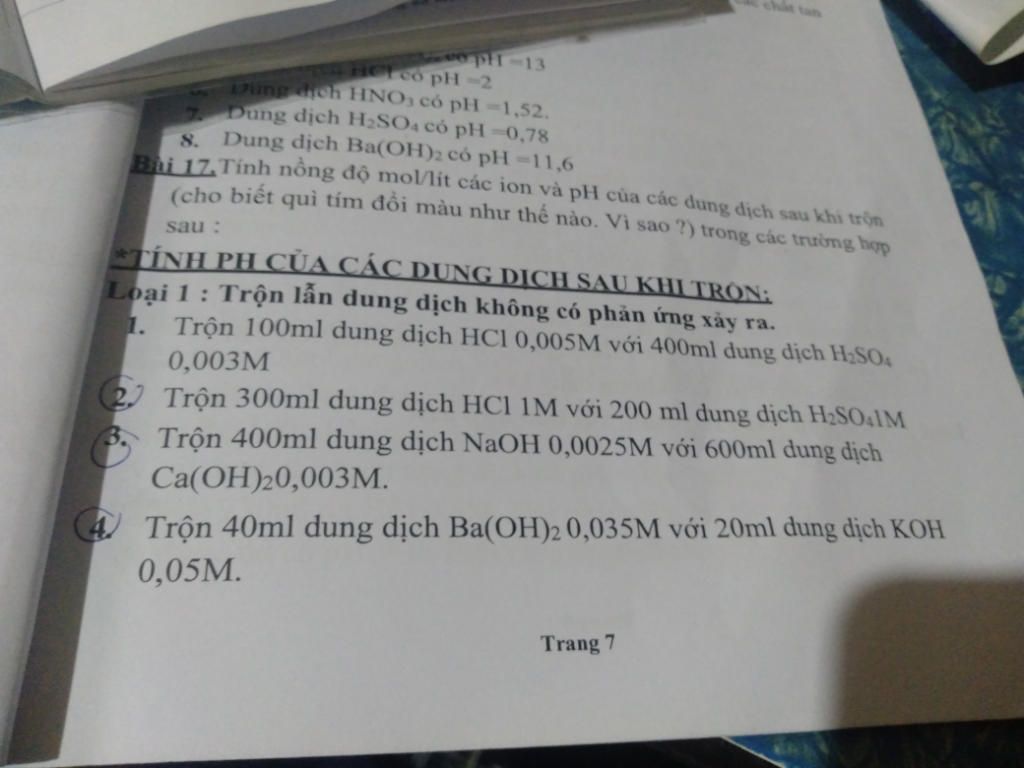 các chất tan
có pH =13
HCl có pH =2
Dung dịch HNO₃ có pH =1,52.
7. Dung dịch H₂SO₄ có pH =0,78
8. Dung dịch Ba(OH)₂ có pH =11,6
Bài 17. Tính nồng độ mol/lít các ion và pH của các dung dịch sau khi trộn
(cho biết quì tím đổi màu như thế nào. Vì sao ?) trong các trường hợp
sau :
*TÍNH PH CỦA CÁC DUNG DỊCH SAU KHI TRỘN:
Loại 1 : Trộn lẫn dung dịch không có phản ứng xảy ra.
1. Trộn 100ml dung dịch HCl 0,005M với 400ml dung dịch H₂SO₄
0,003M
2. Trộn 300ml dung dịch HCl 1M với 200 ml dung dịch H₂SO₄1M
3. Trộn 400ml dung dịch NaOH 0,0025M với 600ml dung dịch
Ca(OH)₂0,003M.
4. Trộn 40ml dung dịch Ba(OH)₂ 0,035M với 20ml dung dịch KOH
0,05M.
Trang 7